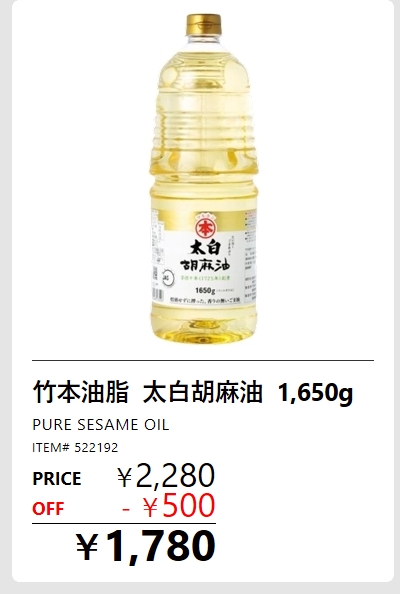 本
太白
胡麻油
1650g
竹本油脂 太白胡麻油 1,650g
PURE SESAME OIL
ITEM# 522192
PRICE ¥2,280
OFF - ¥500
¥1,780